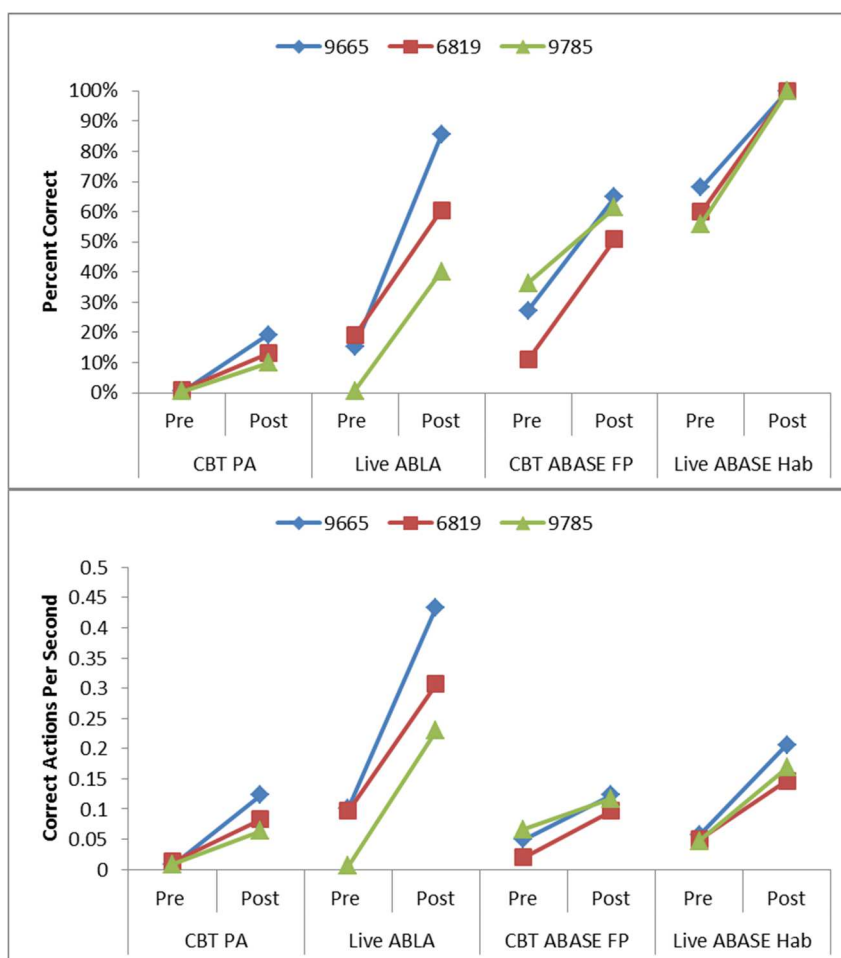 9665 6819 9785
Percent Correct
100%
90%
80%
70%
60%
50%
40%
30%
20%
10%
0%
Pre Post Pre Post Pre Post Pre Post
CBT PA Live ABLA CBT ABASE FP Live ABASE Hab
9665 6819 9785
Correct Actions Per Second
0.5
0.45
0.4
0.35
0.3
0.25
0.2
0.15
0.1
0.05
0
Pre Post Pre Post Pre Post Pre Post
CBT PA Live ABLA CBT ABASE FP Live ABASE Hab